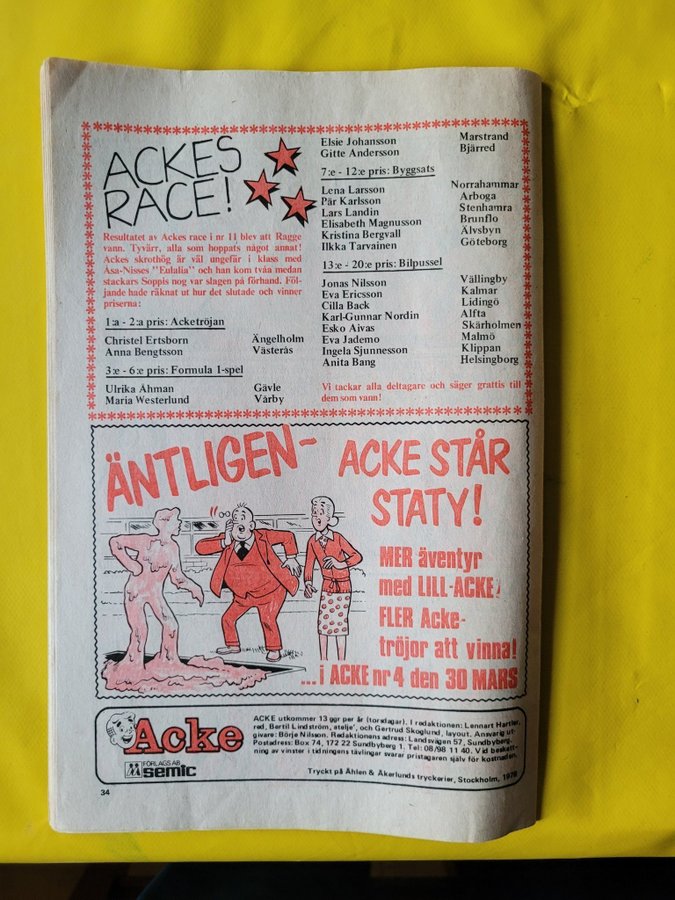 ACKES
RACE!
Resultatet av Ackes race i nr 11 blev att Ragge
vann. Tyvärr, alla som hoppats något annat!
Ackes skrothög är väl ungefär i klass med
Åsa-Nisses "Eulalia" och han kom tvåa medan
stackars Soppis nog var slagen på förhand. Föl-
jande hade räknat ut hur det slutade och vinner
priserna:
1:a - 2:a pris: Acketröjan
Christel Ertsborn Ängelholm
Anna Bengtsson Västerås
3:e - 6:e pris: Formula 1-spel
Ulrika Åhman Gävle
Maria Westerlund Vårby
Elsie Johansson Marstrand
Gitte Andersson Bjärred
7:e - 12:e pris: Byggsats
Lena Larsson Norrahammar
Pär Karlsson Arboga
Lars Landin Stenhamra
Elisabeth Magnusson Brunflo
Kristina Bergvall Älvsbyn
Ilkka Tarvainen Göteborg
13:e - 20:e pris: Bilpussel
Jonas Nilsson Vällingby
Eva Ericsson Kalmar
Cilla Back Lidingö
Karl-Gunnar Nordin Alfta
Esko Aivas Skärholmen
Eva Jademo Malmö
Ingela Sjunnesson Klippan
Anita Bang Helsingborg
Vi tackar alla deltagare och säger grattis till
dem som vann!
ÄNTLIGEN-
ACKE STÅR
STATY!
MER äventyr
med LILL-ACKE!
FLER Acke-
tröjor att vinna!
...i ACKE nr 4 den 30 MARS
Acke
FÖRLAGS AB
semic
ACKE utkommer 13 ggr per år (torsdagar). I redaktionen: Lennart Hartler,
red, Bertil Lindström, ateljé, och Gertrud Skoglund, layout. Ansvarig ut-
givare: Börje Nilsson. Redaktionens adress: Landsvägen 57, Sundbyberg.
Postadress: Box 74, 172 22 Sundbyberg 1. Tel: 08/98 11 40. Vid beskatt-
ning av vinster i tidningens tävlingar svarar pristagaren själv för kostnaden.
Tryckt på Åhlén & Åkerlunds tryckerier, Stockholm, 1978
34